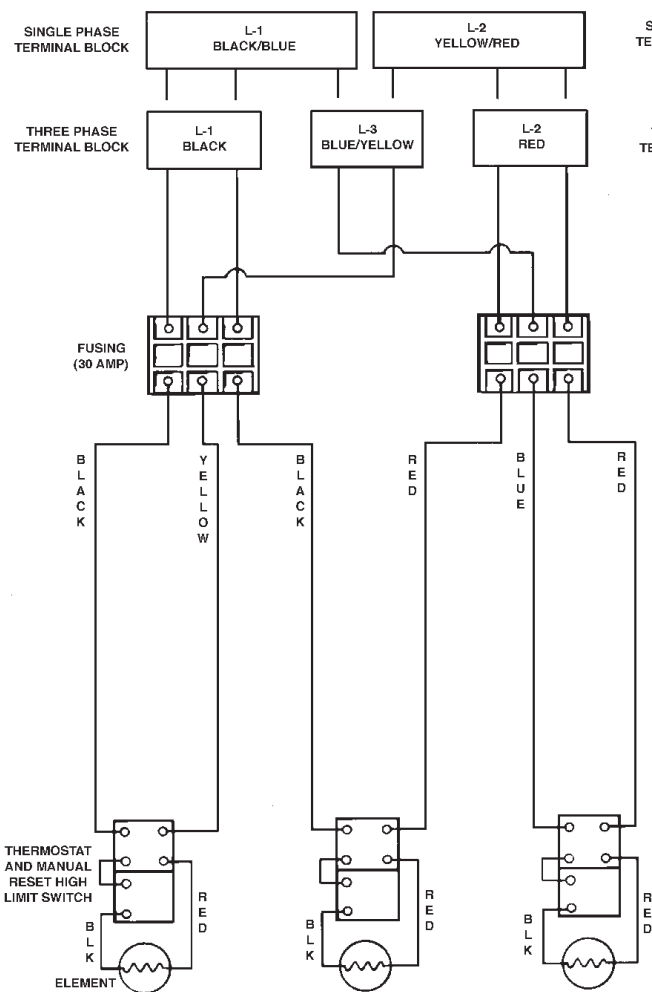 SINGLE PHASE
TERMINAL BLOCK
L-1
BLACK/BLUE
L-2
YELLOW/RED
S
TE
THREE PHASE
TERMINAL BLOCK
L-1
BLACK
L-3
BLUE/YELLOW
L-2
RED
TE
FUSING
(30 AMP)
BLACK
YELLOW
BLACK
RED
BLUE
RED
THERMOSTAT
AND MANUAL
RESET HIGH
LIMIT SWITCH
BLK
RED
BLK
RED
BLK
RED
ELEMENT